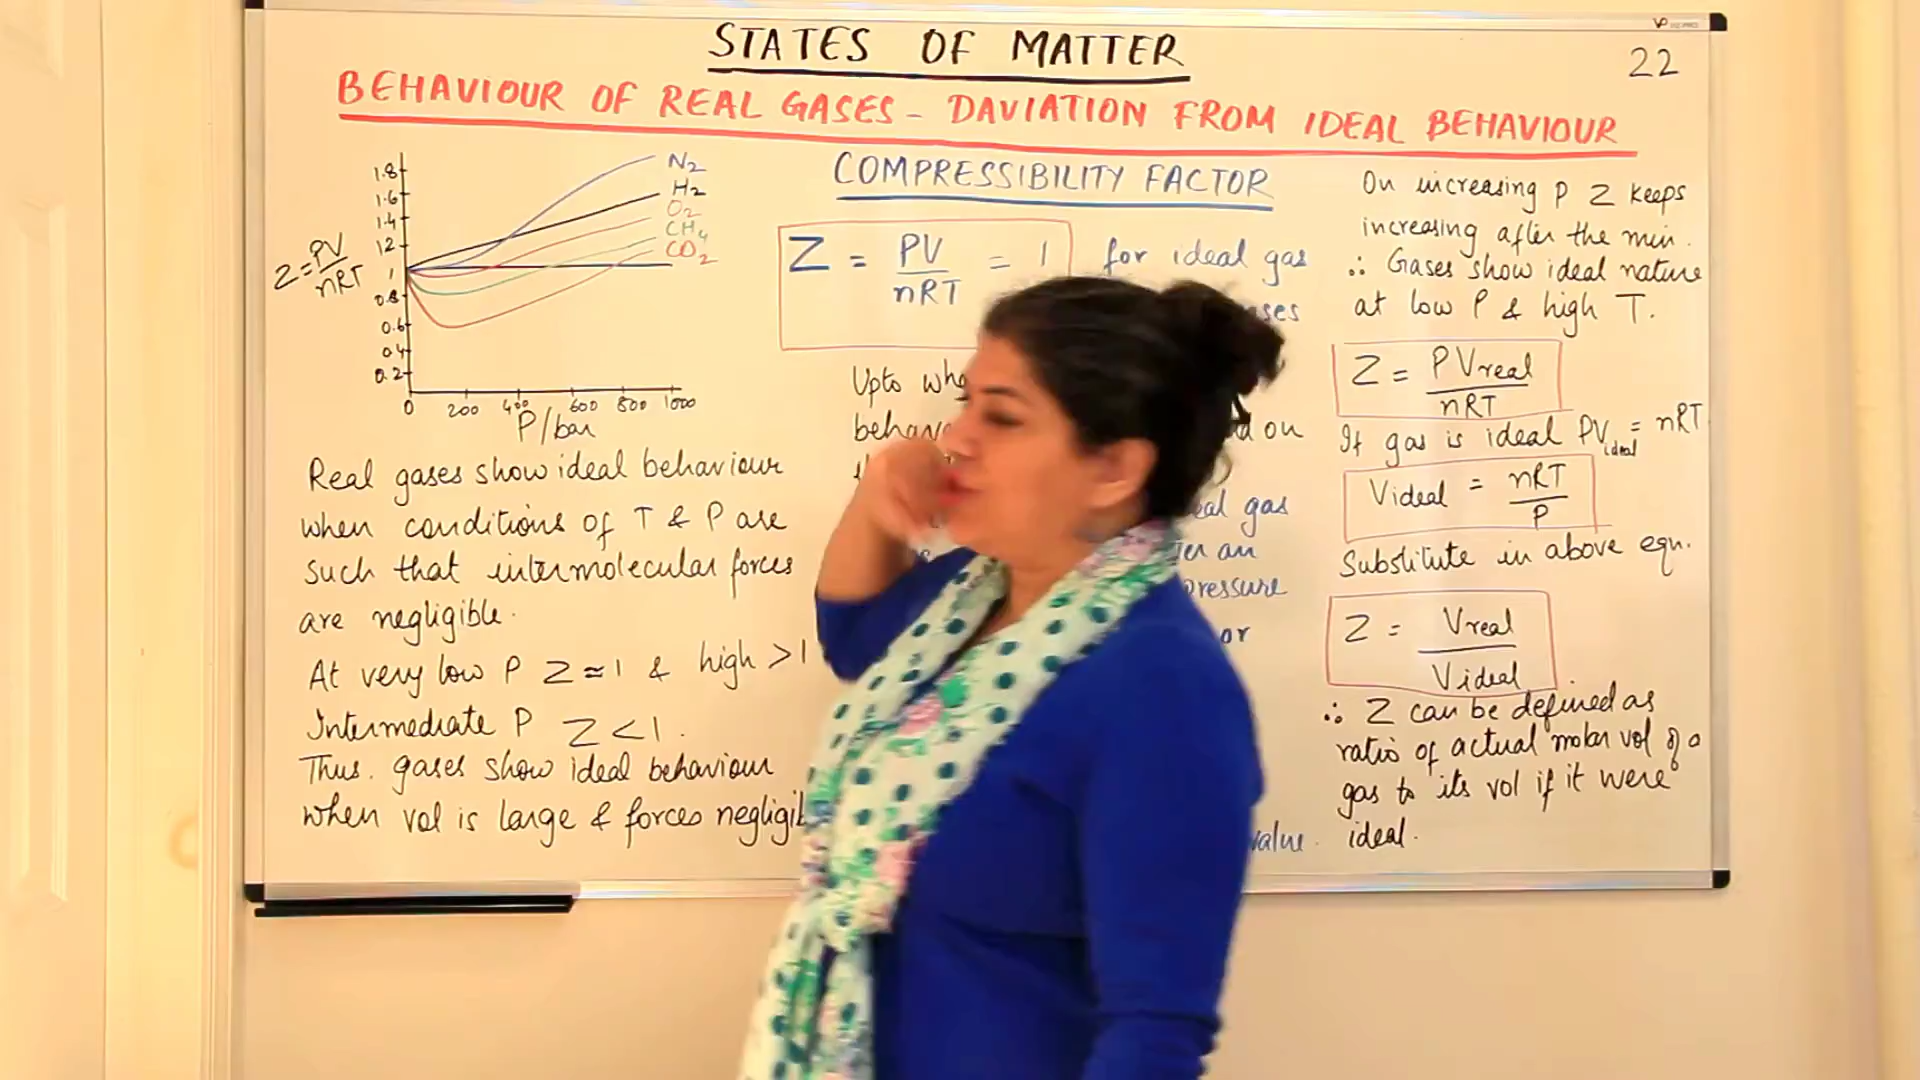 STATES OF MATTER
22
BEHAVIOUR OF REAL GASES - DAVIATION FROM IDEAL BEHAVIOUR
1.8
1.6
1.4
1.2
1
0.8
0.6
0.4
0.2
Z = PV/nRT
N2
H2
O2
CH4
CO2
0 200 400 600 800 1000
P/bar
Real gases show ideal behaviour
when conditions of T & P are
such that intermolecular forces
are negligible.
At very low P Z ≃ 1 & high > 1
Intermediate P Z < 1.
Thus. gases show ideal behaviour
when vol is large & forces
COMPRESSIBILITY FACTOR
Z = PV/nRT = 1 for ideal gas
Upto
on
gas
an
pressure
or
value.
On increasing P Z keeps
increasing after the min.
∴ Gases show ideal nature
at low P & high T.
Z = PVreal/nRT
If gas is ideal PVideal = nRT
Videal = nRT/P
Substitute in above eqn.
Z = Vreal/Videal
∴ Z can be defined as
ratio of actual molar vol of a
gas to its vol if it were
ideal.